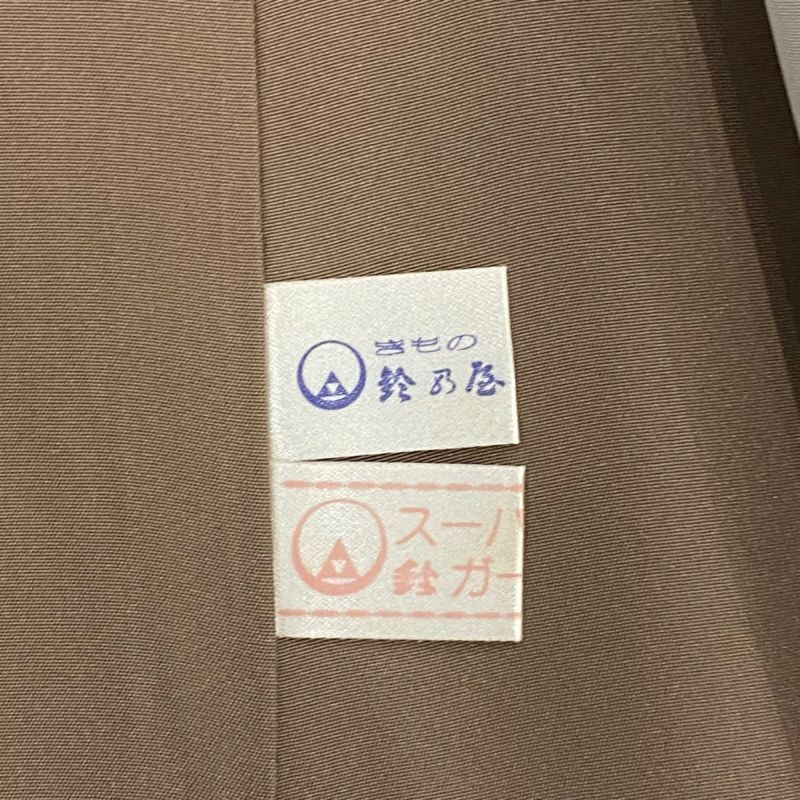 きもの
鈴乃屋
スーパ
鈴ガー